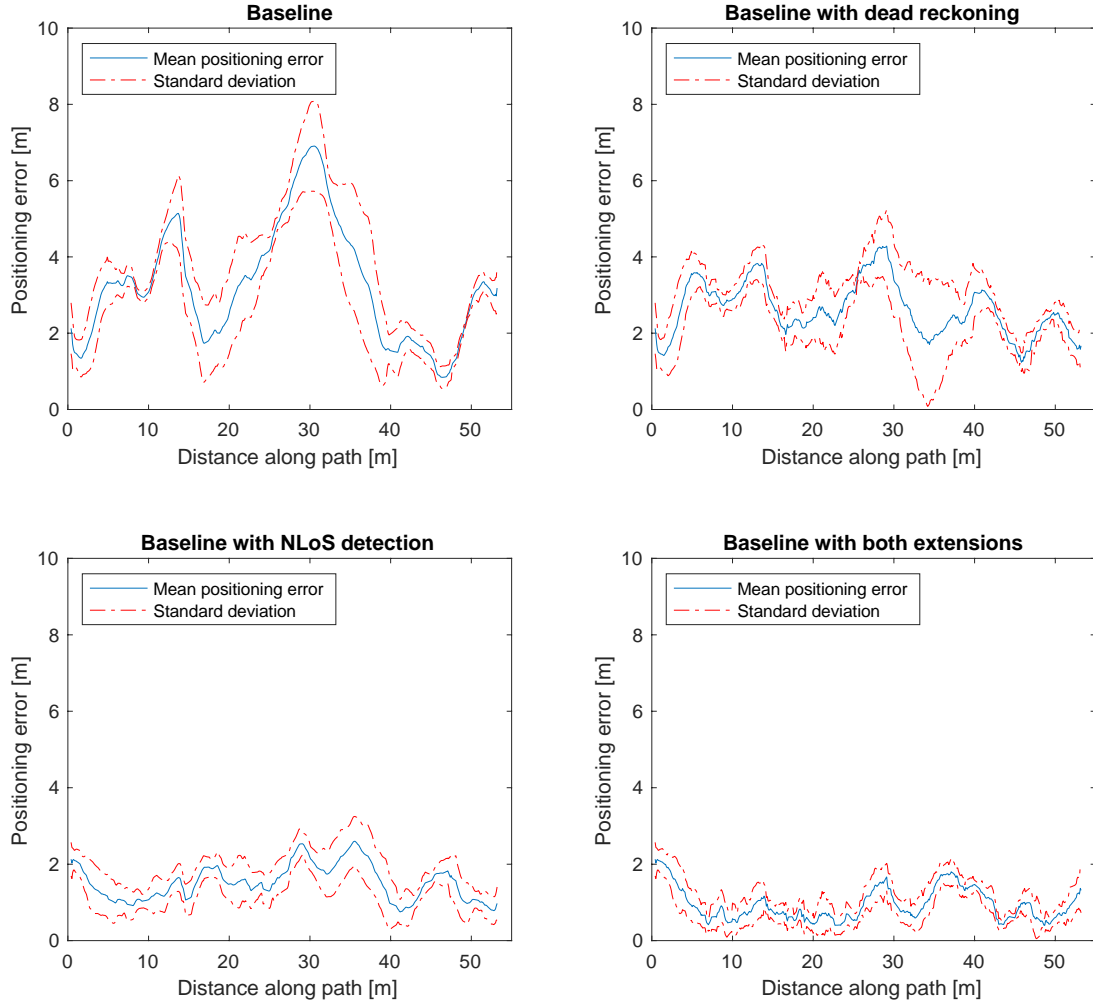 Baseline
Mean positioning error
Standard deviation
Positioning error [m]
10
8
6
4
2
0
0 10 20 30 40 50
Distance along path [m]
Baseline with dead reckoning
Mean positioning error
Standard deviation
Positioning error [m]
10
8
6
4
2
0
0 10 20 30 40 50
Distance along path [m]
Baseline with NLoS detection
Mean positioning error
Standard deviation
Positioning error [m]
10
8
6
4
2
0
0 10 20 30 40 50
Distance along path [m]
Baseline with both extensions
Mean positioning error
Standard deviation
Positioning error [m]
10
8
6
4
2
0
0 10 20 30 40 50
Distance along path [m]